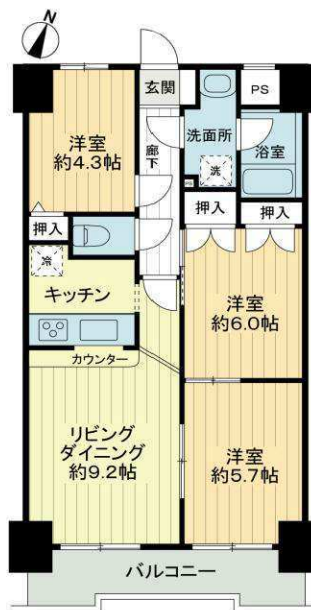 N
玄関
PS
洋室
約4.3帖
廊下
洗面所
洗
浴室
PS
押入
押入
押入
冷
キッチン
洋室
約6.0帖
カウンター
リビング
ダイニング
約9.2帖
洋室
約5.7帖
バルコニー